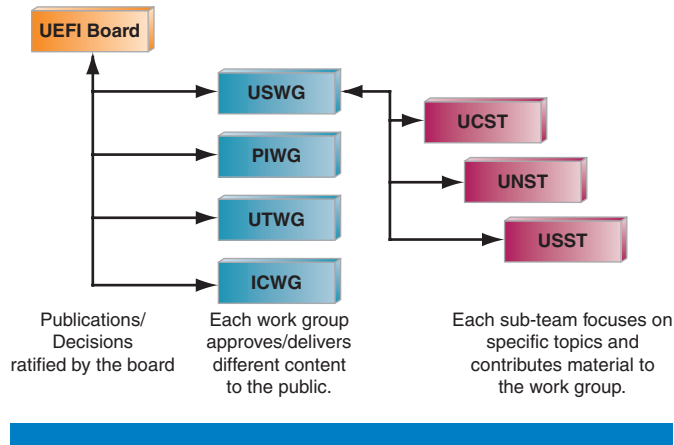 UEFI Board
USWG
UCST
PIWG
UNST
UTWG
USST
ICWG
Publications/
Decisions
ratified by the board
Each work group
approves/delivers
different content
to the public.
Each sub-team focuses on
specific topics and
contributes material to
the work group.